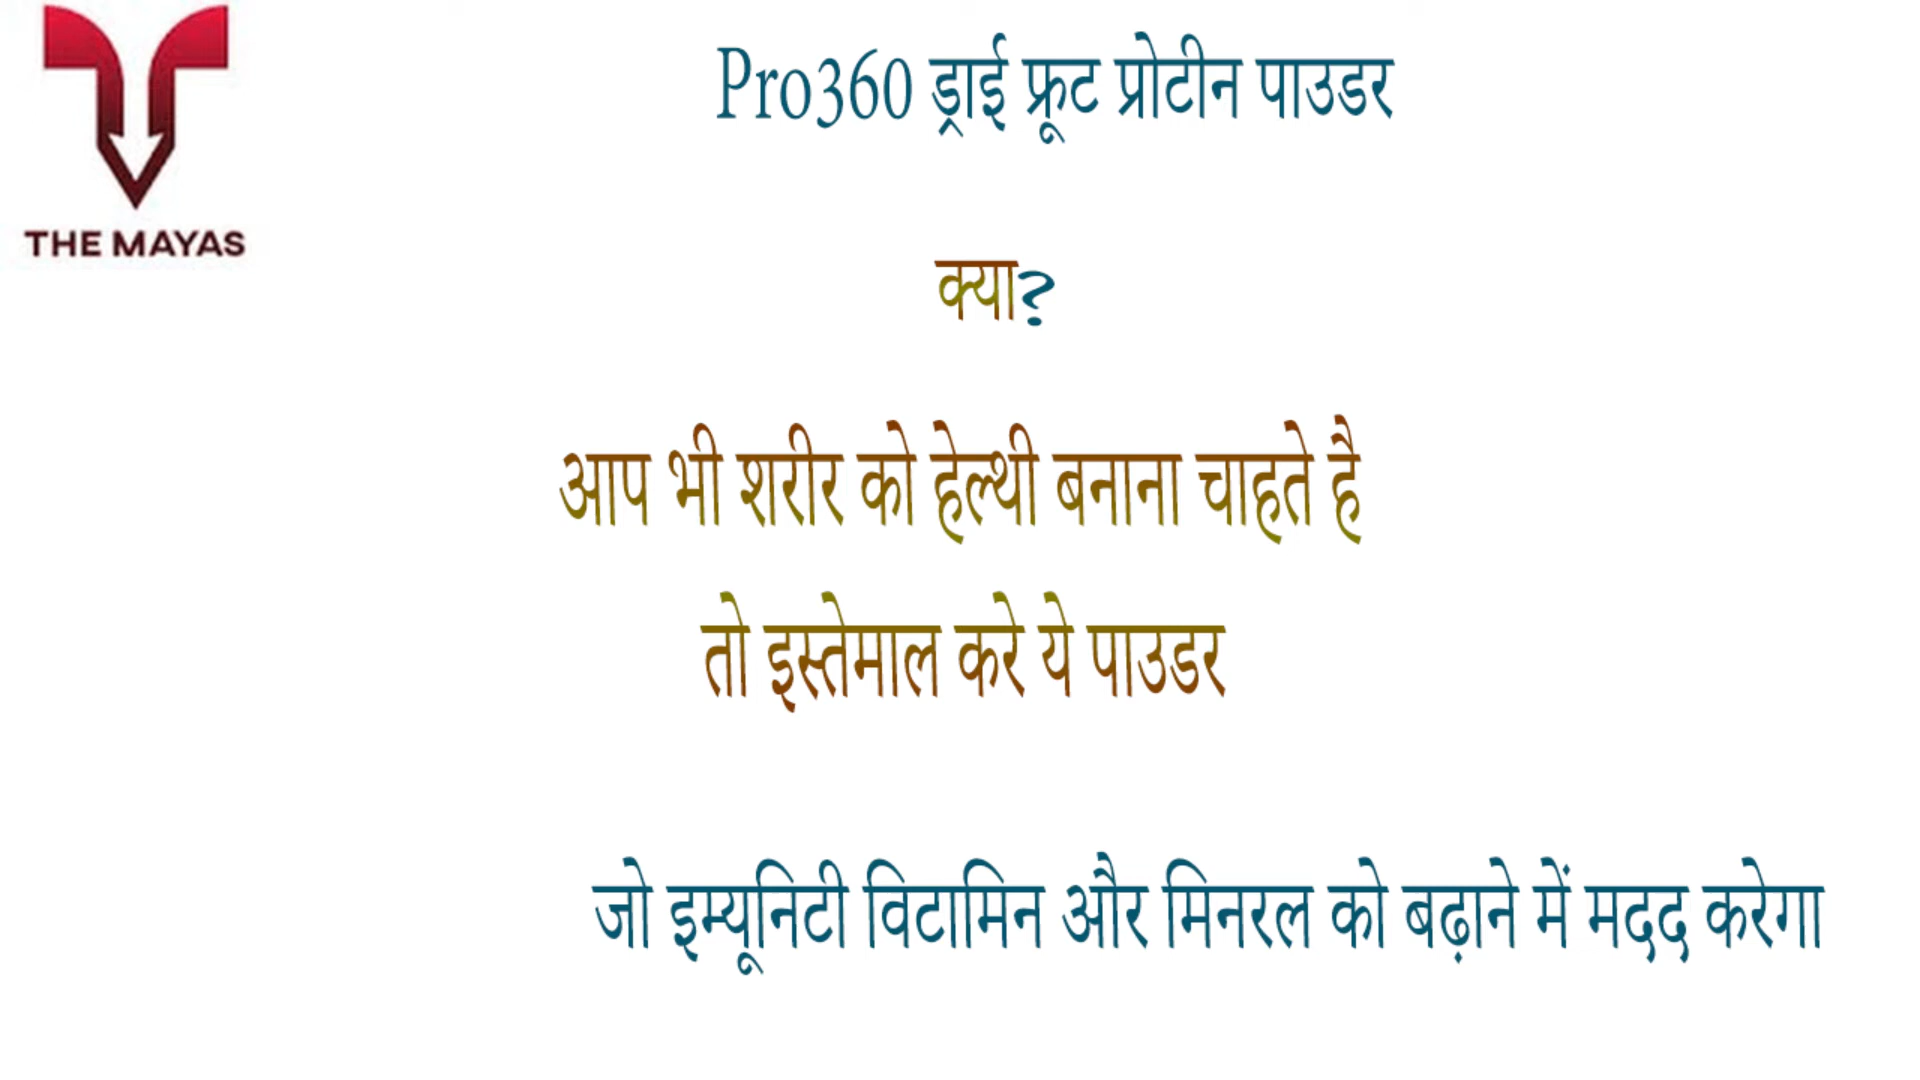 THE MAYAS
Pro360 ड्राई फ्रूट प्रोटीन पाउडर
क्या?
आप भी शरीर को हेल्थी बनाना चाहते है
तो इस्तेमाल करे ये पाउडर
जो इम्यूनिटी विटामिन और मिनरल को बढ़ाने में मदद करेगा